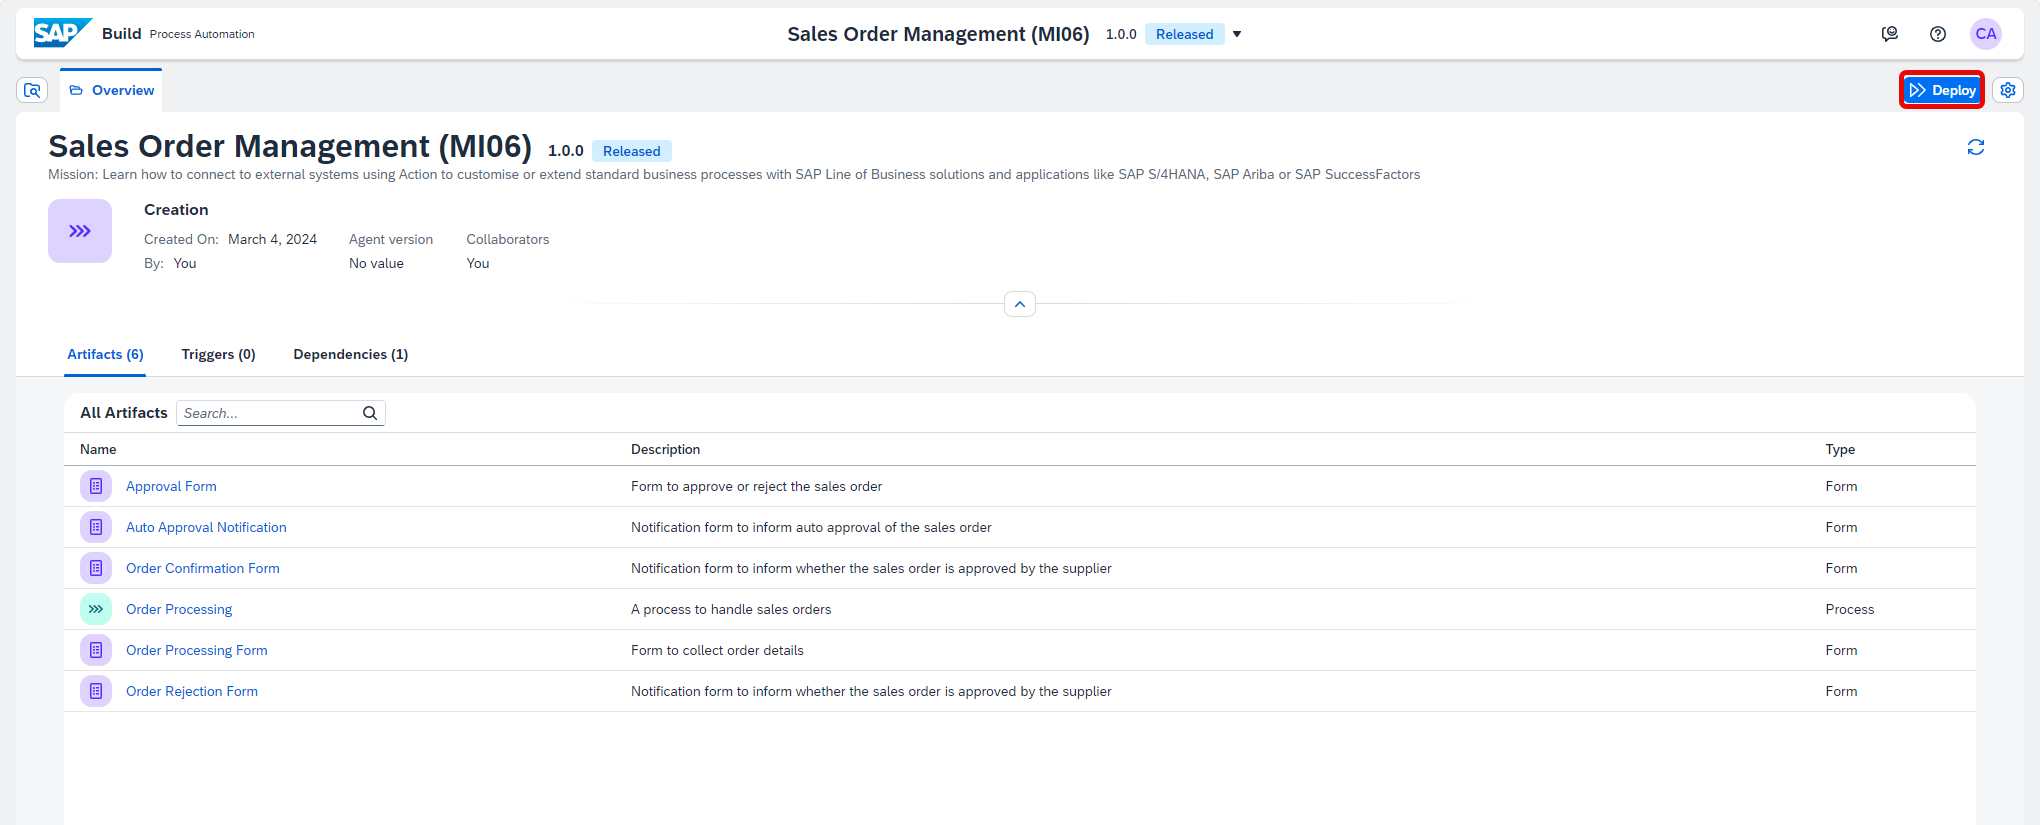 SAP Build Process Automation
Sales Order Management (MI06) 1.0.0 Released
CA
Overview
Deploy
Sales Order Management (MI06) 1.0.0 Released
Mission: Learn how to connect to external systems using Action to customise or extend standard business processes with SAP Line of Business solutions and applications like SAP S/4HANA, SAP Ariba or SAP SuccessFactors
Creation
Created On: March 4, 2024 Agent version Collaborators
By: You No value You
Artifacts (6) Triggers (0) Dependencies (1)
All Artifacts Search...
Name Description Type
Approval Form Form to approve or reject the sales order Form
Auto Approval Notification Notification form to inform auto approval of the sales order Form
Order Confirmation Form Notification form to inform whether the sales order is approved by the supplier Form
Order Processing A process to handle sales orders Process
Order Processing Form Form to collect order details Form
Order Rejection Form Notification form to inform whether the sales order is approved by the supplier Form